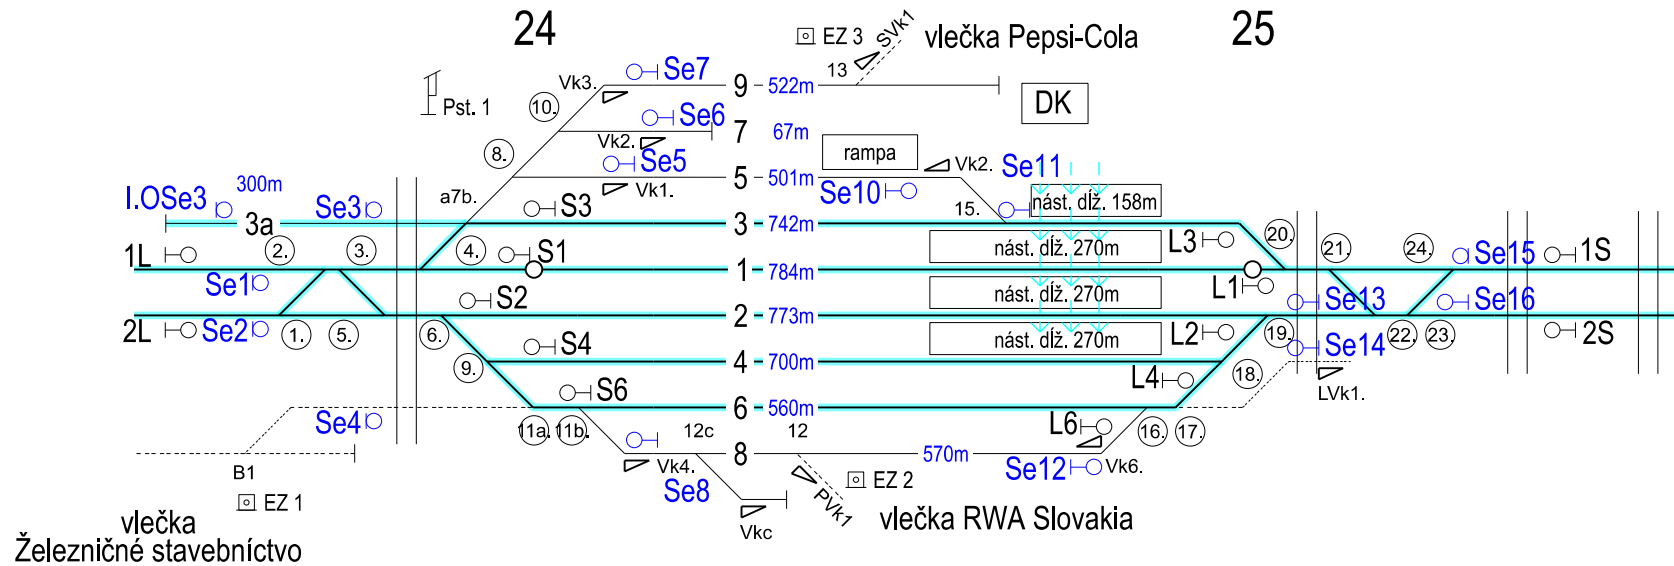 24
25
EZ 3
SVk1
vlečka Pepsi-Cola
Vk3.
Se7
9
522m
13
DK
Pst. 1
10.
Se6
Vk2.
7
67m
8.
Se5
Vk1.
5
501m
rampa
Vk2.
Se11
Se10
15.
I.OSe3
300m
3a
Se3
a7b.
S3
3
742m
nást. dĺž. 158m
1L
2.
3.
4.
S1
1
784m
nást. dĺž. 270m
L3
20.
21.
24.
Se15
1S
Se1
S2
2
773m
nást. dĺž. 270m
L1
Se13
Se16
2L
Se2
1.
5.
6.
S4
4
700m
nást. dĺž. 270m
L2
19.
Se14
22.
23.
2S
9.
S6
6
560m
L4
18.
LVk1.
Se4
11a.
11b.
12c
12
L6
16.
17.
B1
Vk4.
8
570m
Se12
Vk6.
EZ 1
Se8
EZ 2
PVk1
Vkc
vlečka RWA Slovakia
vlečka
Železničné stavebníctvo